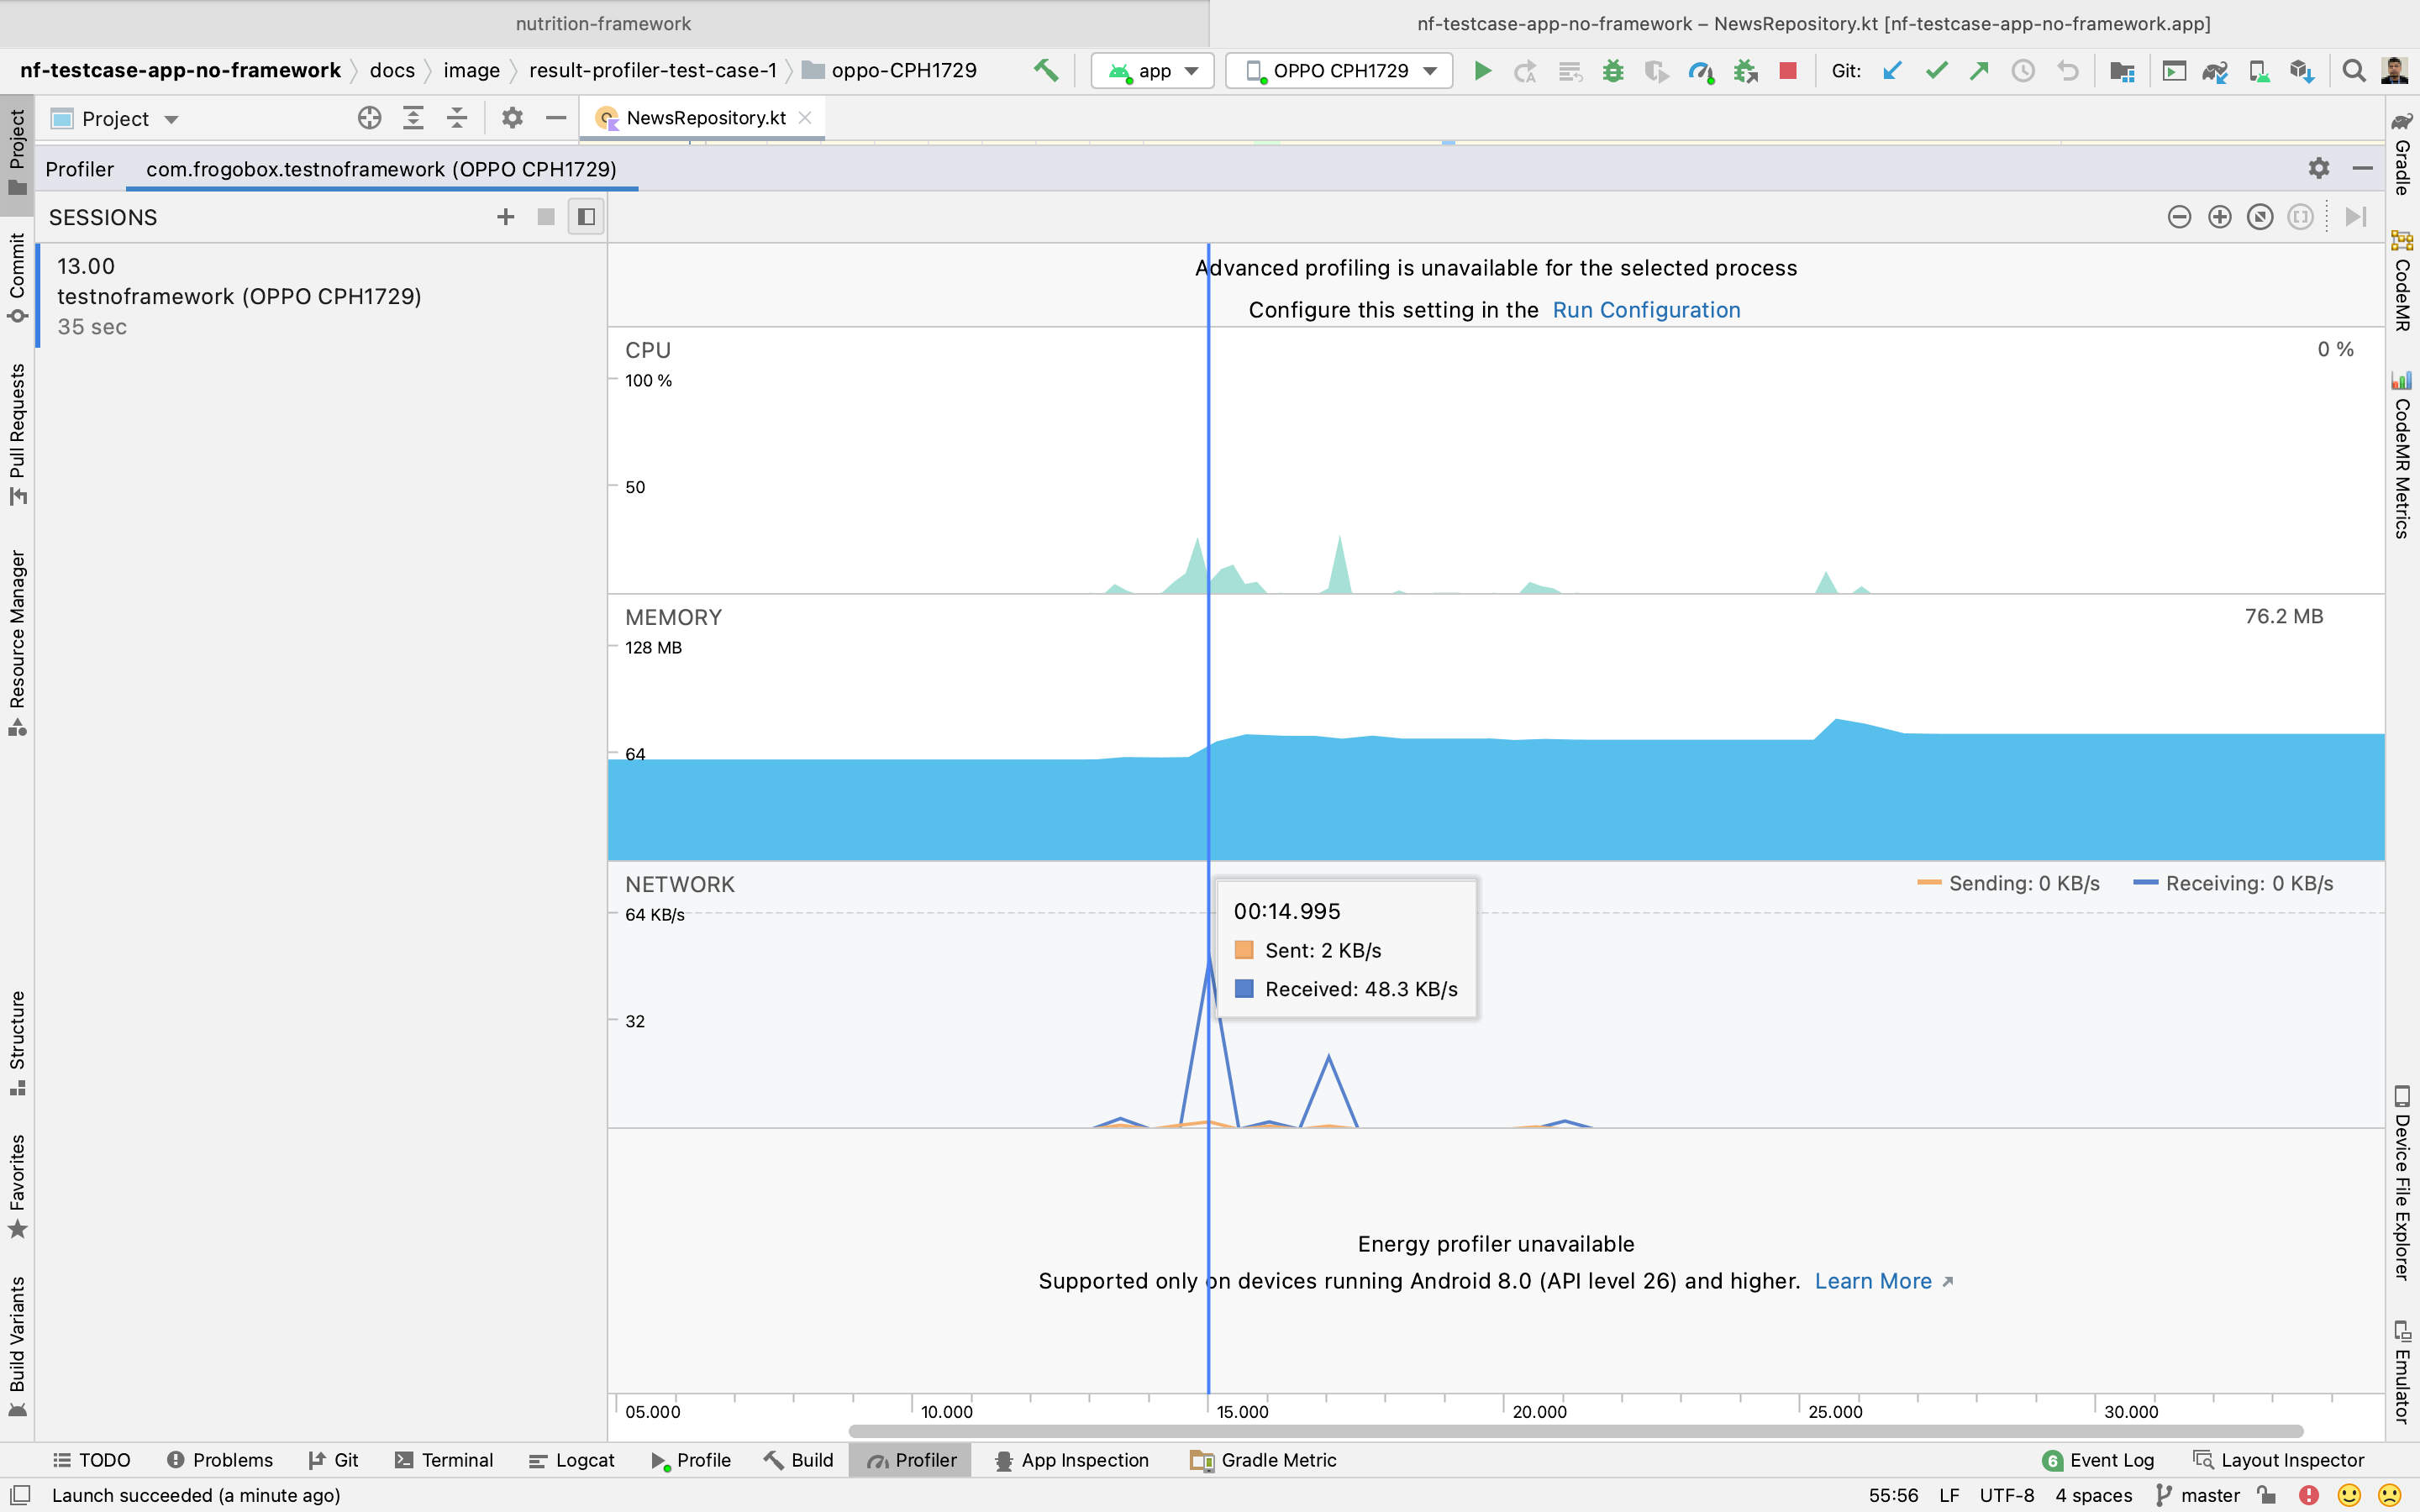 nutrition-framework
nf-testcase-app-no-framework – NewsRepository.kt [nf-testcase-app-no-framework.app]
nf-testcase-app-no-framework docs image result-profiler-test-case-1 oppo-CPH1729 app OPPO CPH1729 Git:
Project NewsRepository.kt
Profiler com.frogobox.testnoframework (OPPO CPH1729)
SESSIONS
13.00
testnoframework (OPPO CPH1729)
35 sec
Advanced profiling is unavailable for the selected process
Configure this setting in the Run Configuration
CPU
0 %
100 %
50
MEMORY
76.2 MB
128 MB
64
NETWORK
Sending: 0 KB/s Receiving: 0 KB/s
64 KB/s
32
00:14.995
Sent: 2 KB/s
Received: 48.3 KB/s
Energy profiler unavailable
Supported only on devices running Android 8.0 (API level 26) and higher. Learn More
05.000 10.000 15.000 20.000 25.000 30.000
Project
Commit
Pull Requests
Resource Manager
Structure
Favorites
Build Variants
Gradle
CodeMR
CodeMR Metrics
Device File Explorer
Emulator
TODO Problems Git Terminal Logcat Profile Build Profiler App Inspection Gradle Metric 6 Event Log Layout Inspector
Launch succeeded (a minute ago) 55:56 LF UTF-8 4 spaces master